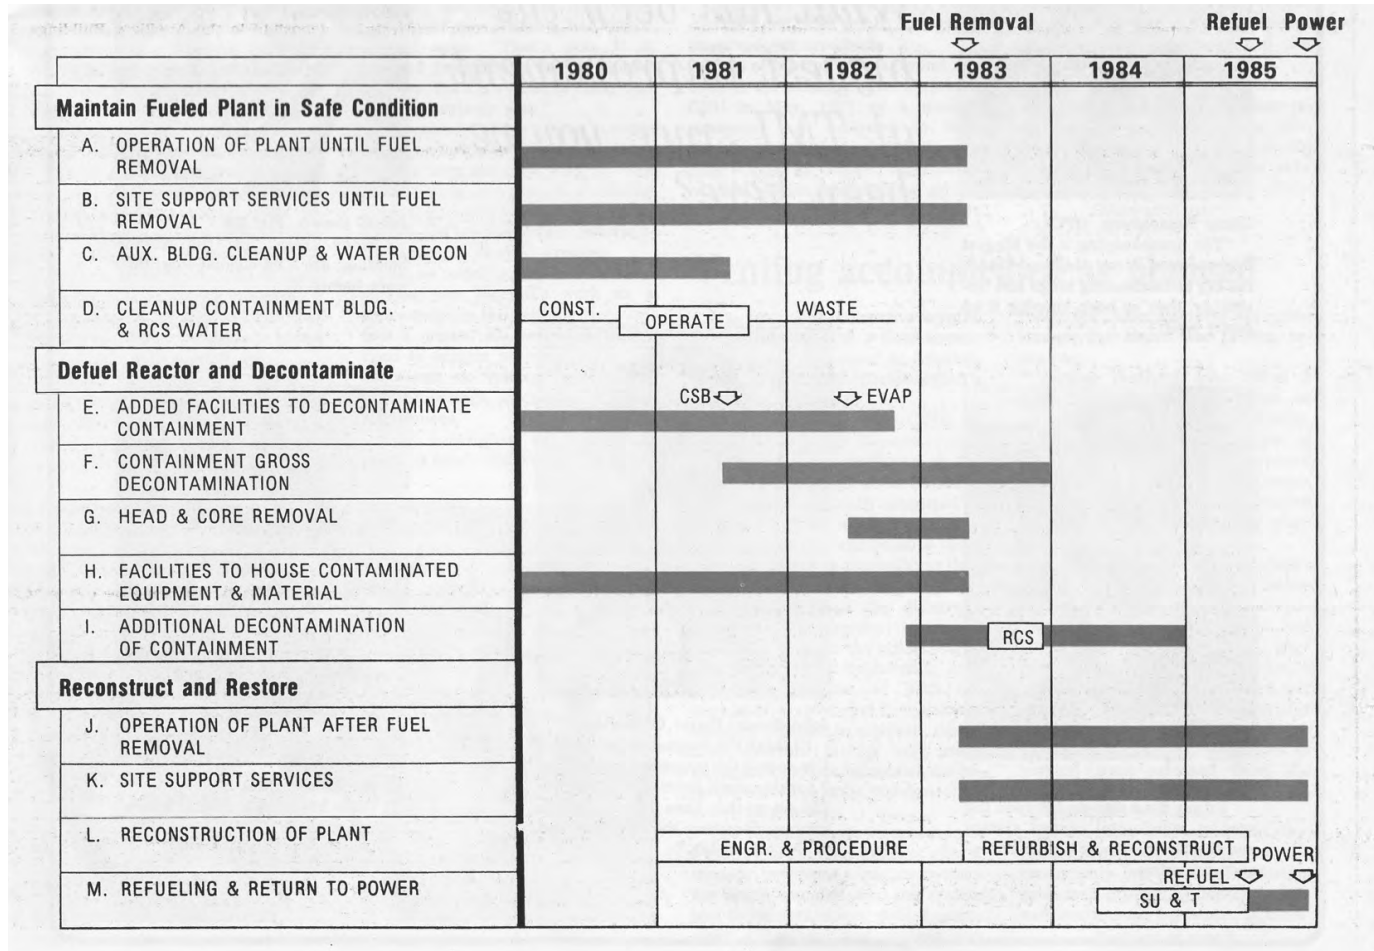 Fuel Removal Refuel Power
1980 1981 1982 1983 1984 1985
Maintain Fueled Plant in Safe Condition
A. OPERATION OF PLANT UNTIL FUEL
REMOVAL
B. SITE SUPPORT SERVICES UNTIL FUEL
REMOVAL
C. AUX. BLDG. CLEANUP & WATER DECON
D. CLEANUP CONTAINMENT BLDG.
& RCS WATER
CONST. OPERATE WASTE
Defuel Reactor and Decontaminate
E. ADDED FACILITIES TO DECONTAMINATE
CONTAINMENT
CSB EVAP
F. CONTAINMENT GROSS
DECONTAMINATION
G. HEAD & CORE REMOVAL
H. FACILITIES TO HOUSE CONTAMINATED
EQUIPMENT & MATERIAL
I. ADDITIONAL DECONTAMINATION
OF CONTAINMENT
RCS
Reconstruct and Restore
J. OPERATION OF PLANT AFTER FUEL
REMOVAL
K. SITE SUPPORT SERVICES
L. RECONSTRUCTION OF PLANT
ENGR. & PROCEDURE REFURBISH & RECONSTRUCT POWER
M. REFUELING & RETURN TO POWER
REFUEL
SU & T